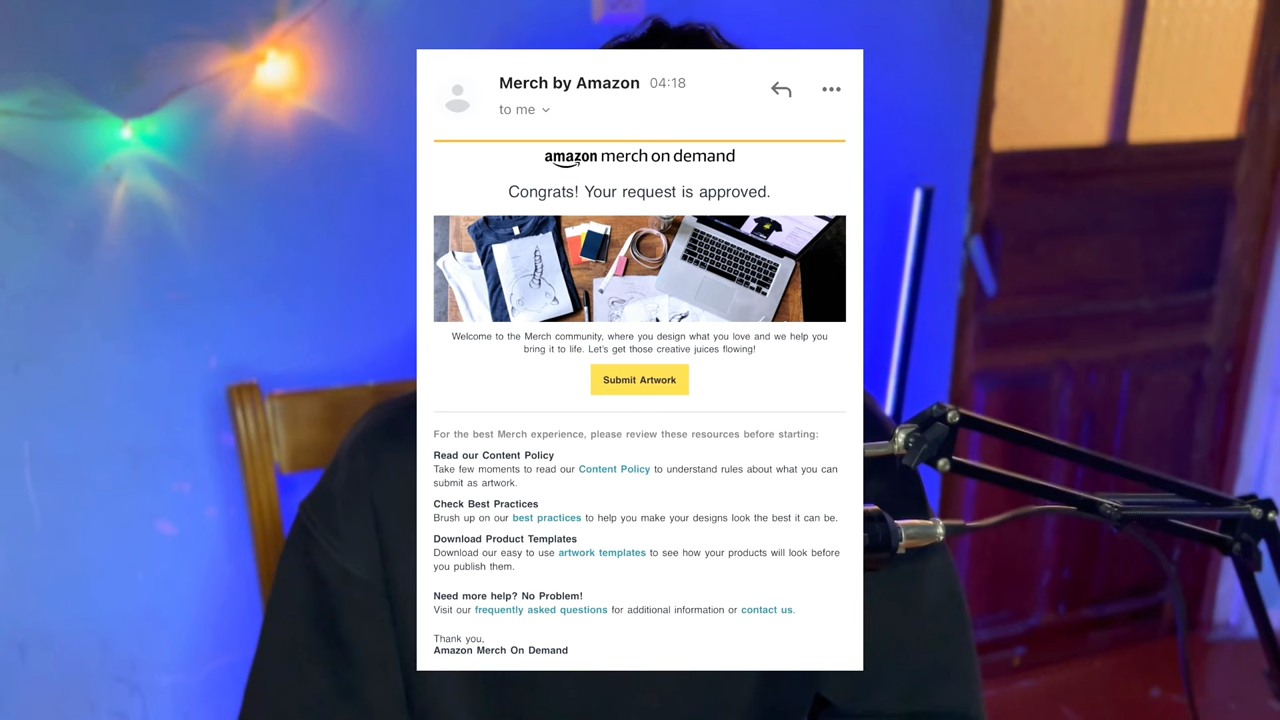 Merch by Amazon 04:18
to me
amazon merch on demand
Congrats! Your request is approved.
Welcome to the Merch community, where you design what you love and we help you
bring it to life. Let's get those creative juices flowing!
Submit Artwork
For the best Merch experience, please review these resources before starting:
Read our Content Policy
Take few moments to read our Content Policy to understand rules about what you can
submit as artwork.
Check Best Practices
Brush up on our best practices to help you make your designs look the best it can be.
Download Product Templates
Download our easy to use artwork templates to see how your products will look before
you publish them.
Need more help? No Problem!
Visit our frequently asked questions for additional information or contact us.
Thank you,
Amazon Merch On Demand